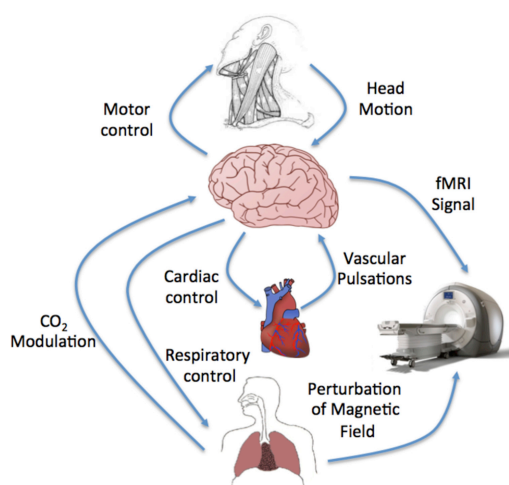 Motor
control
Head
Motion
fMRI
Signal
Cardiac
control
Vascular
Pulsations
CO₂
Modulation
Respiratory
control
Perturbation
of Magnetic
Field